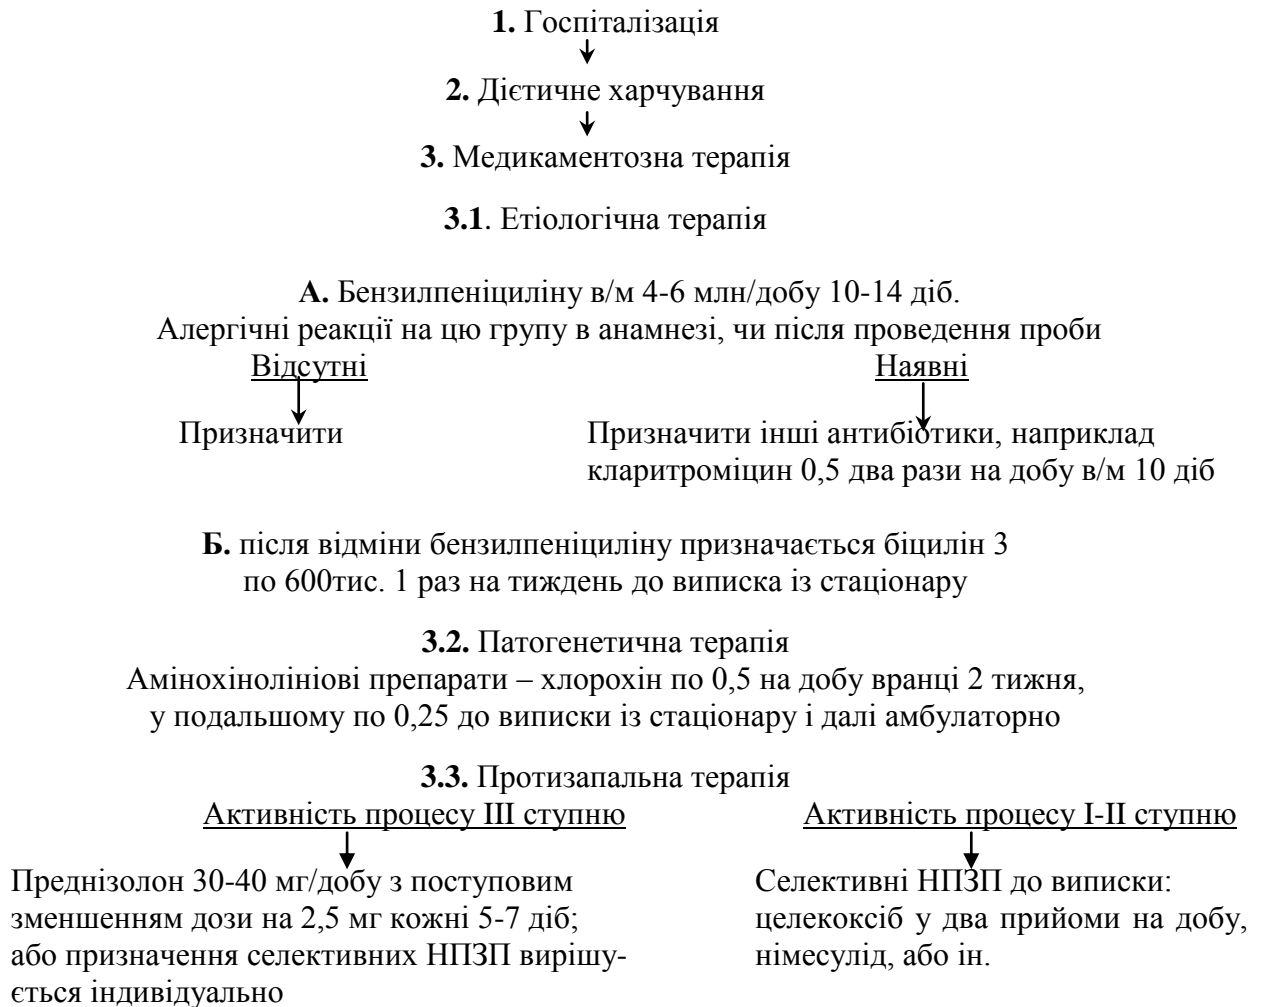 1. Госпіталізація
2. Дієтичне харчування
3. Медикаментозна терапія
3.1. Етіологічна терапія
А. Бензилпеніциліну в/м 4-6 млн/добу 10-14 діб.
Алергічні реакції на цю групу в анамнезі, чи після проведення проби
Відсутні Наявні
Призначити Призначити інші антибіотики, наприклад
кларитроміцин 0,5 два рази на добу в/м 10 діб
Б. після відміни бензилпеніциліну призначається біцилін 3
по 600тис. 1 раз на тиждень до виписка із стаціонару
3.2. Патогенетична терапія
Амінохінолініові препарати – хлорохін по 0,5 на добу вранці 2 тижня,
у подальшому по 0,25 до виписки із стаціонару і далі амбулаторно
3.3. Протизапальна терапія
Активність процесу ІІІ ступню Активність процесу І-ІІ ступню
Преднізолон 30-40 мг/добу з поступовим
зменшенням дози на 2,5 мг кожні 5-7 діб;
або призначення селективних НПЗП вирішу-
ється індивідуально
Селективні НПЗП до виписки:
целекоксіб у два прийоми на добу,
німесулід, або ін.